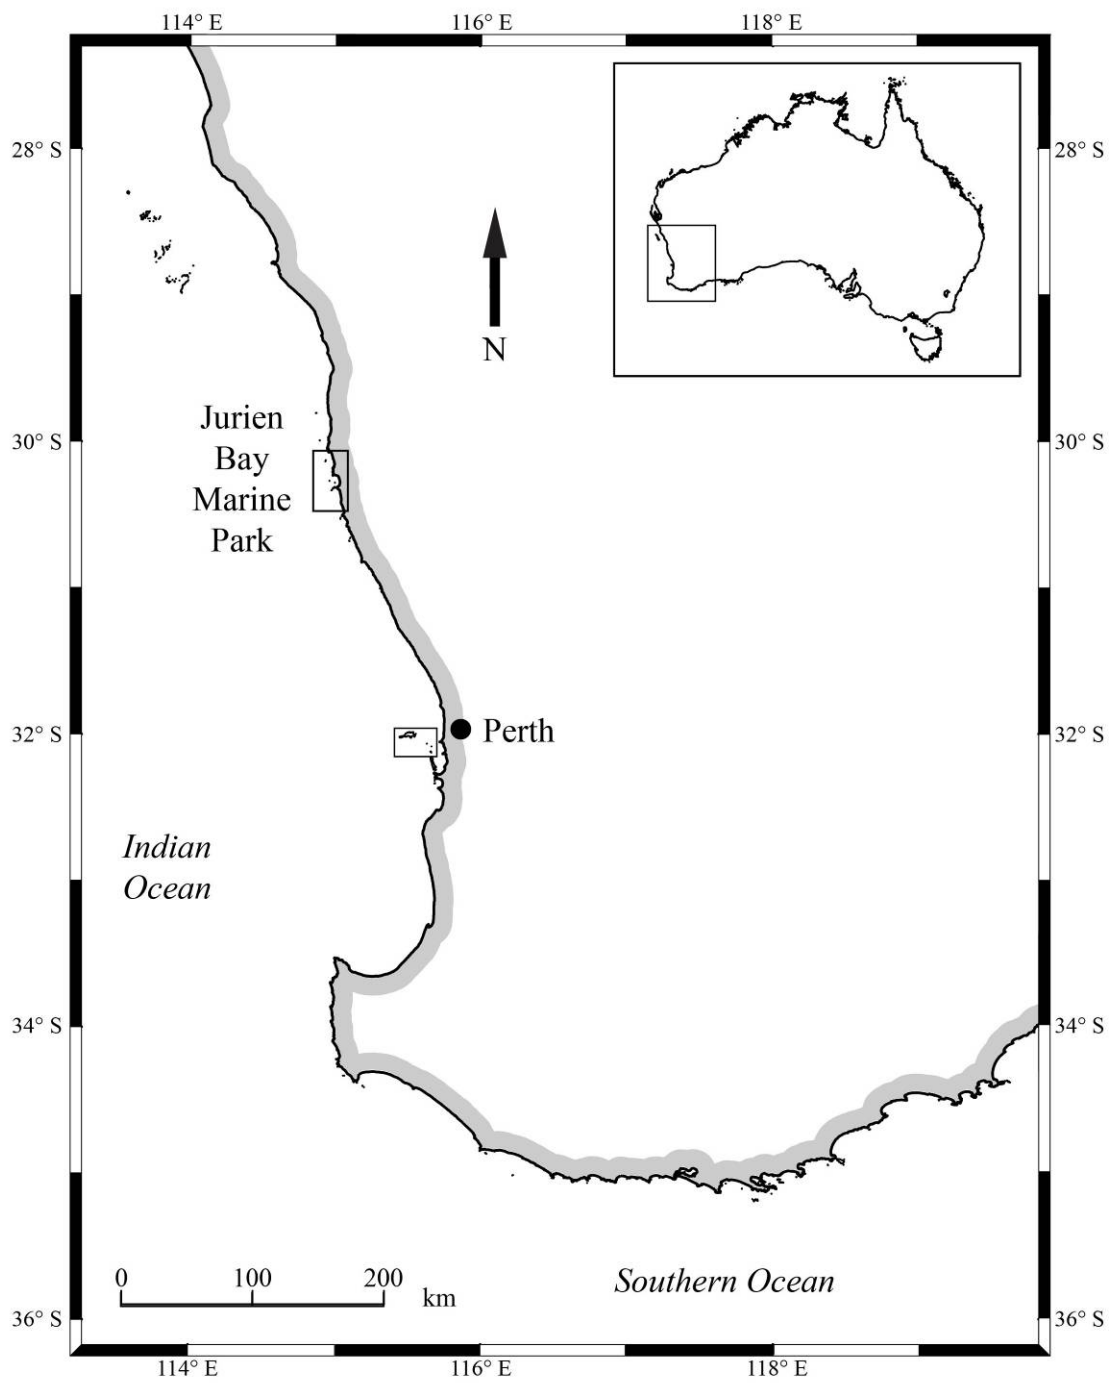 114° E
116° E
118° E
28° S
28° S
N
Jurien
Bay
Marine
Park
30° S
30° S
32° S
Perth
32° S
Indian
Ocean
34° S
34° S
0
100
200
km
Southern Ocean
36° S
36° S
114° E
116° E
118° E